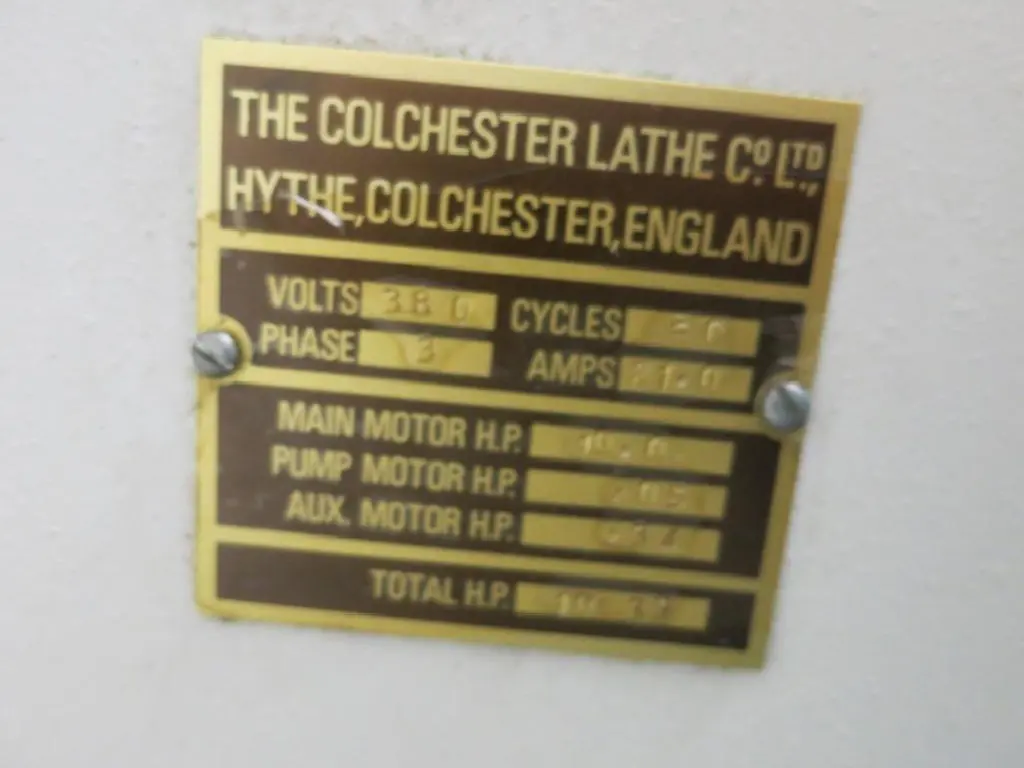 THE COLCHESTER LATHE Cº. LTD.,
HYTHE, COLCHESTER, ENGLAND
VOLTS 380 CYCLES
PHASE 3 AMPS
MAIN MOTOR H.P.
PUMP MOTOR H.P.
AUX. MOTOR H.P.
TOTAL H.P.